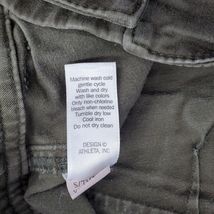 Machine wash cold
gentle cycle
Wash and dry
with like colors
Only non-chlorine
bleach when needed
Tumble dry low
Cool iron
Do not dry clean
DESIGN ©
ATHLETA, INC.